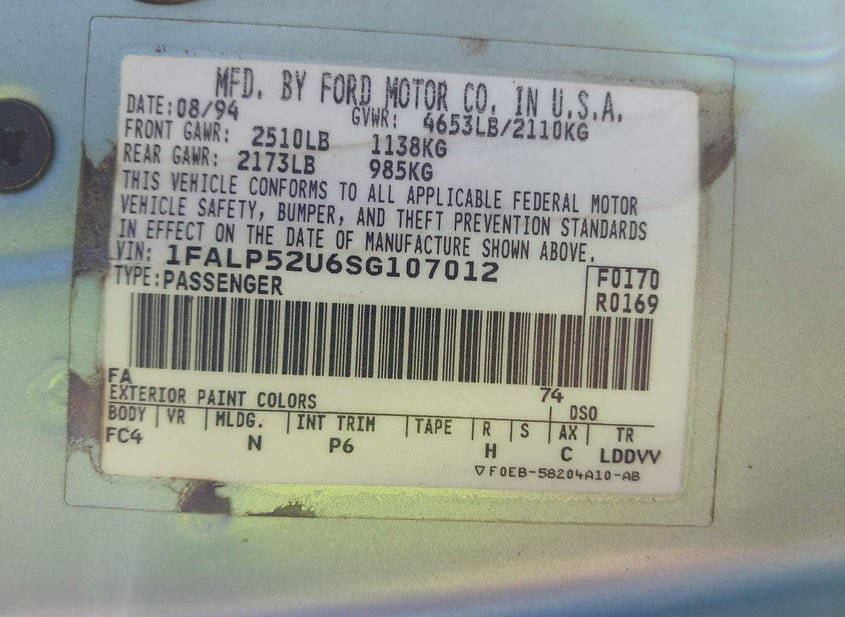 MFD. BY FORD MOTOR CO. IN U.S.A.
DATE: 08/94 GVWR: 4653LB/2110KG
FRONT GAWR: 2510LB 1138KG
REAR GAWR: 2173LB 985KG
THIS VEHICLE CONFORMS TO ALL APPLICABLE FEDERAL MOTOR
VEHICLE SAFETY, BUMPER, AND THEFT PREVENTION STANDARDS
IN EFFECT ON THE DATE OF MANUFACTURE SHOWN ABOVE.
VIN: 1FALP52U6SG107012 F0170
TYPE: PASSENGER R0169
FA 74
EXTERIOR PAINT COLORS DSO
BODY VR MLDG. INT TRIM TAPE R S AX TR
FC4 N P6 H C LDDVV
▽F0EB-58204A10-AB